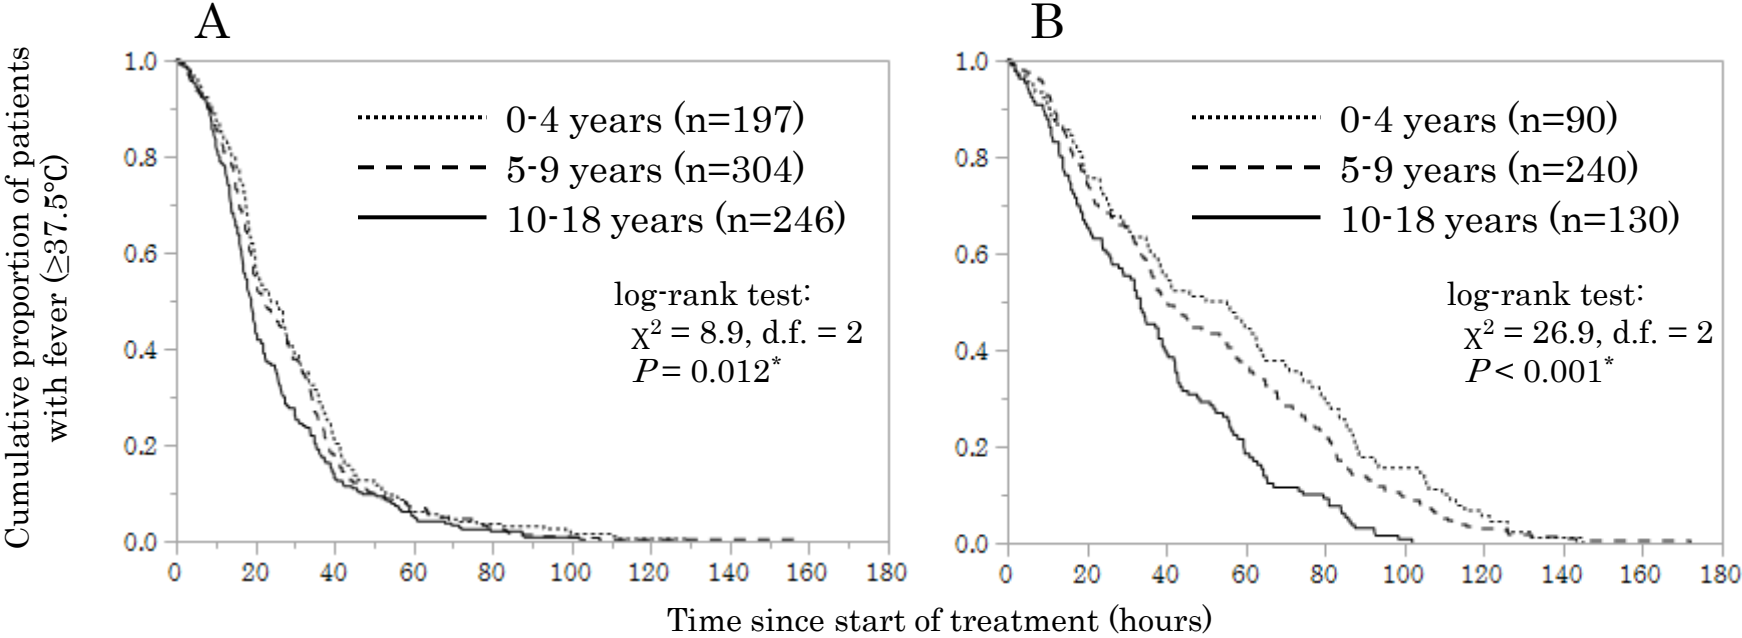 A
B
Cumulative proportion of patients
with fever (≥37.5℃)
1.0
0.8
0.6
0.4
0.2
0.0
0 20 40 60 80 100 120 140 160 180
0-4 years (n=197)
5-9 years (n=304)
10-18 years (n=246)
log-rank test:
χ² = 8.9, d.f. = 2
P = 0.012*
1.0
0.8
0.6
0.4
0.2
0.0
0 20 40 60 80 100 120 140 160 180
0-4 years (n=90)
5-9 years (n=240)
10-18 years (n=130)
log-rank test:
χ² = 26.9, d.f. = 2
P < 0.001*
Time since start of treatment (hours)